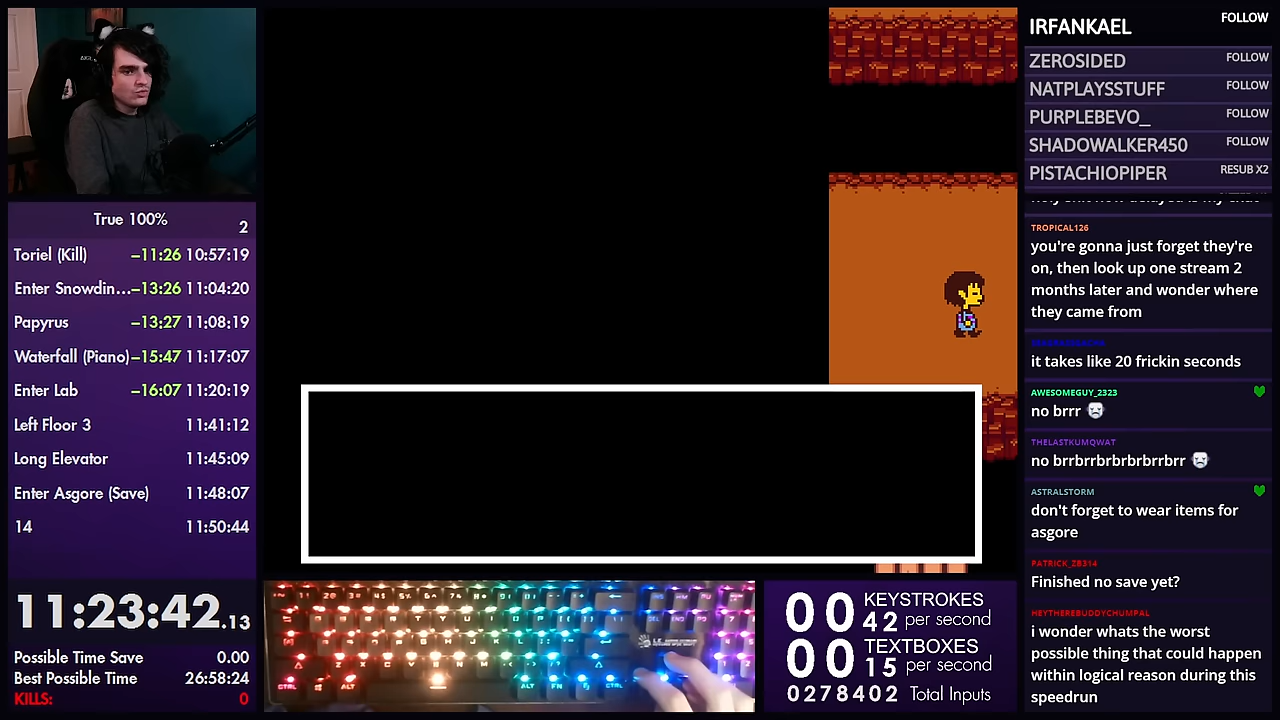 True 100%
2
Toriel (Kill) –11:26 10:57:19
Enter Snowdin...–13:26 11:04:20
Papyrus –13:27 11:08:19
Waterfall (Piano)–15:47 11:17:07
Enter Lab –16:07 11:20:19
Left Floor 3 11:41:12
Long Elevator 11:45:09
Enter Asgore (Save) 11:48:07
14 11:50:44
11:23:42.13
Possible Time Save 0.00
Best Possible Time 26:58:24
KILLS: 0
00 KEYSTROKES
42 per second
00 TEXTBOXES
15 per second
0278402 Total Inputs
IRFANKAEL FOLLOW
ZEROSIDED FOLLOW
NATPLAYSSTUFF FOLLOW
PURPLEBEVO_ FOLLOW
SHADOWALKER450 FOLLOW
PISTACHIOPIPER RESUB X2
TROPICAL126
you're gonna just forget they're
on, then look up one stream 2
months later and wonder where
they came from
it takes like 20 frickin seconds
AWESOMEGUY_2323
no brrr
THELASTKUMQWAT
no brrbrrbrbrbrrbrr
ASTRALSTORM
don't forget to wear items for
asgore
PATRICK_ZB314
Finished no save yet?
HEYTHEREBUDDYCHUMPAL
i wonder whats the worst
possible thing that could happen
within logical reason during this
speedrun